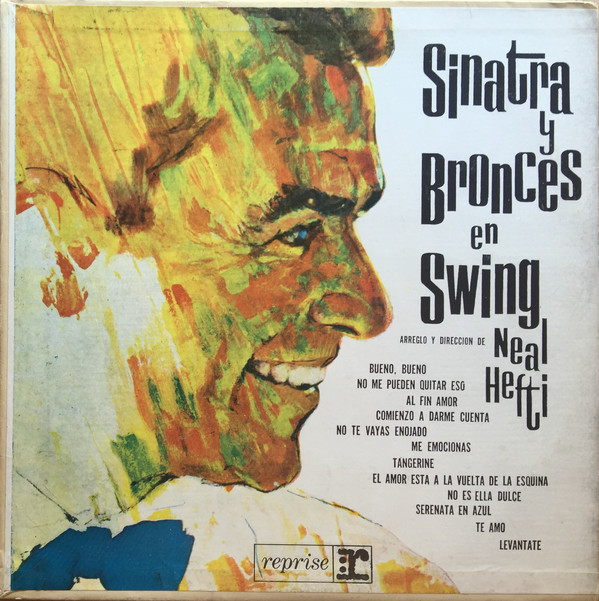 Sinatra
y
Bronces
en
Swing
ARREGLO Y DIRECCION DE Neal
Hefti
BUENO, BUENO
NO ME PUEDEN QUITAR ESO
AL FIN AMOR
COMIENZO A DARME CUENTA
NO TE VAYAS ENOJADO
ME EMOCIONAS
TANGERINE
EL AMOR ESTA A LA VUELTA DE LA ESQUINA
NO ES ELLA DULCE
SERENATA EN AZUL
TE AMO
LEVANTATE
reprise r